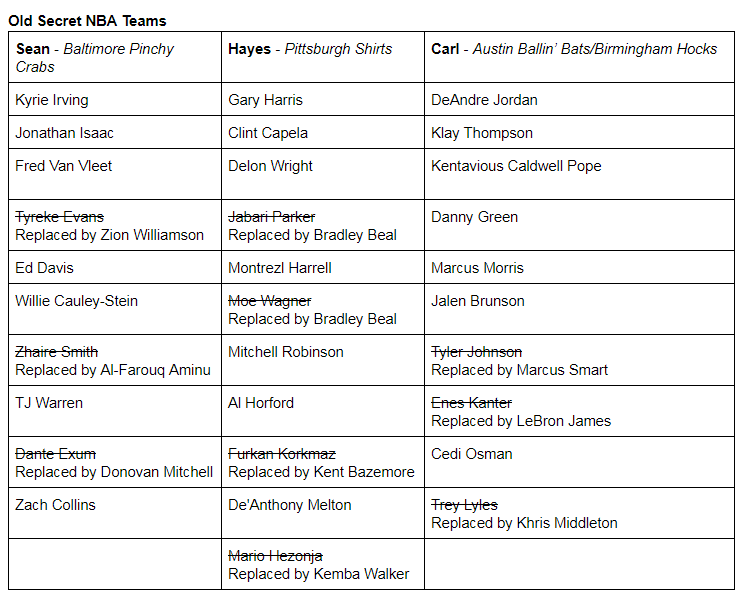 Old Secret NBA Teams
Sean - Baltimore Pinchy
Crabs
Hayes - Pittsburgh Shirts
Carl - Austin Ballin' Bats/Birmingham Hocks
Kyrie Irving
Gary Harris
DeAndre Jordan
Jonathan Isaac
Clint Capela
Klay Thompson
Fred Van Vleet
Delon Wright
Kentavious Caldwell Pope
Tyreke Evans
Replaced by Zion Williamson
Jabari Parker
Replaced by Bradley Beal
Danny Green
Ed Davis
Montrezl Harrell
Marcus Morris
Willie Cauley-Stein
Moe Wagner
Replaced by Bradley Beal
Jalen Brunson
Zhaire Smith
Replaced by Al-Farouq Aminu
Mitchell Robinson
Tyler Johnson
Replaced by Marcus Smart
TJ Warren
Al Horford
Enes Kanter
Replaced by LeBron James
Dante Exum
Replaced by Donovan Mitchell
Furkan Korkmaz
Replaced by Kent Bazemore
Cedi Osman
Zach Collins
De'Anthony Melton
Trey Lyles
Replaced by Khris Middleton
Mario Hezonja
Replaced by Kemba Walker